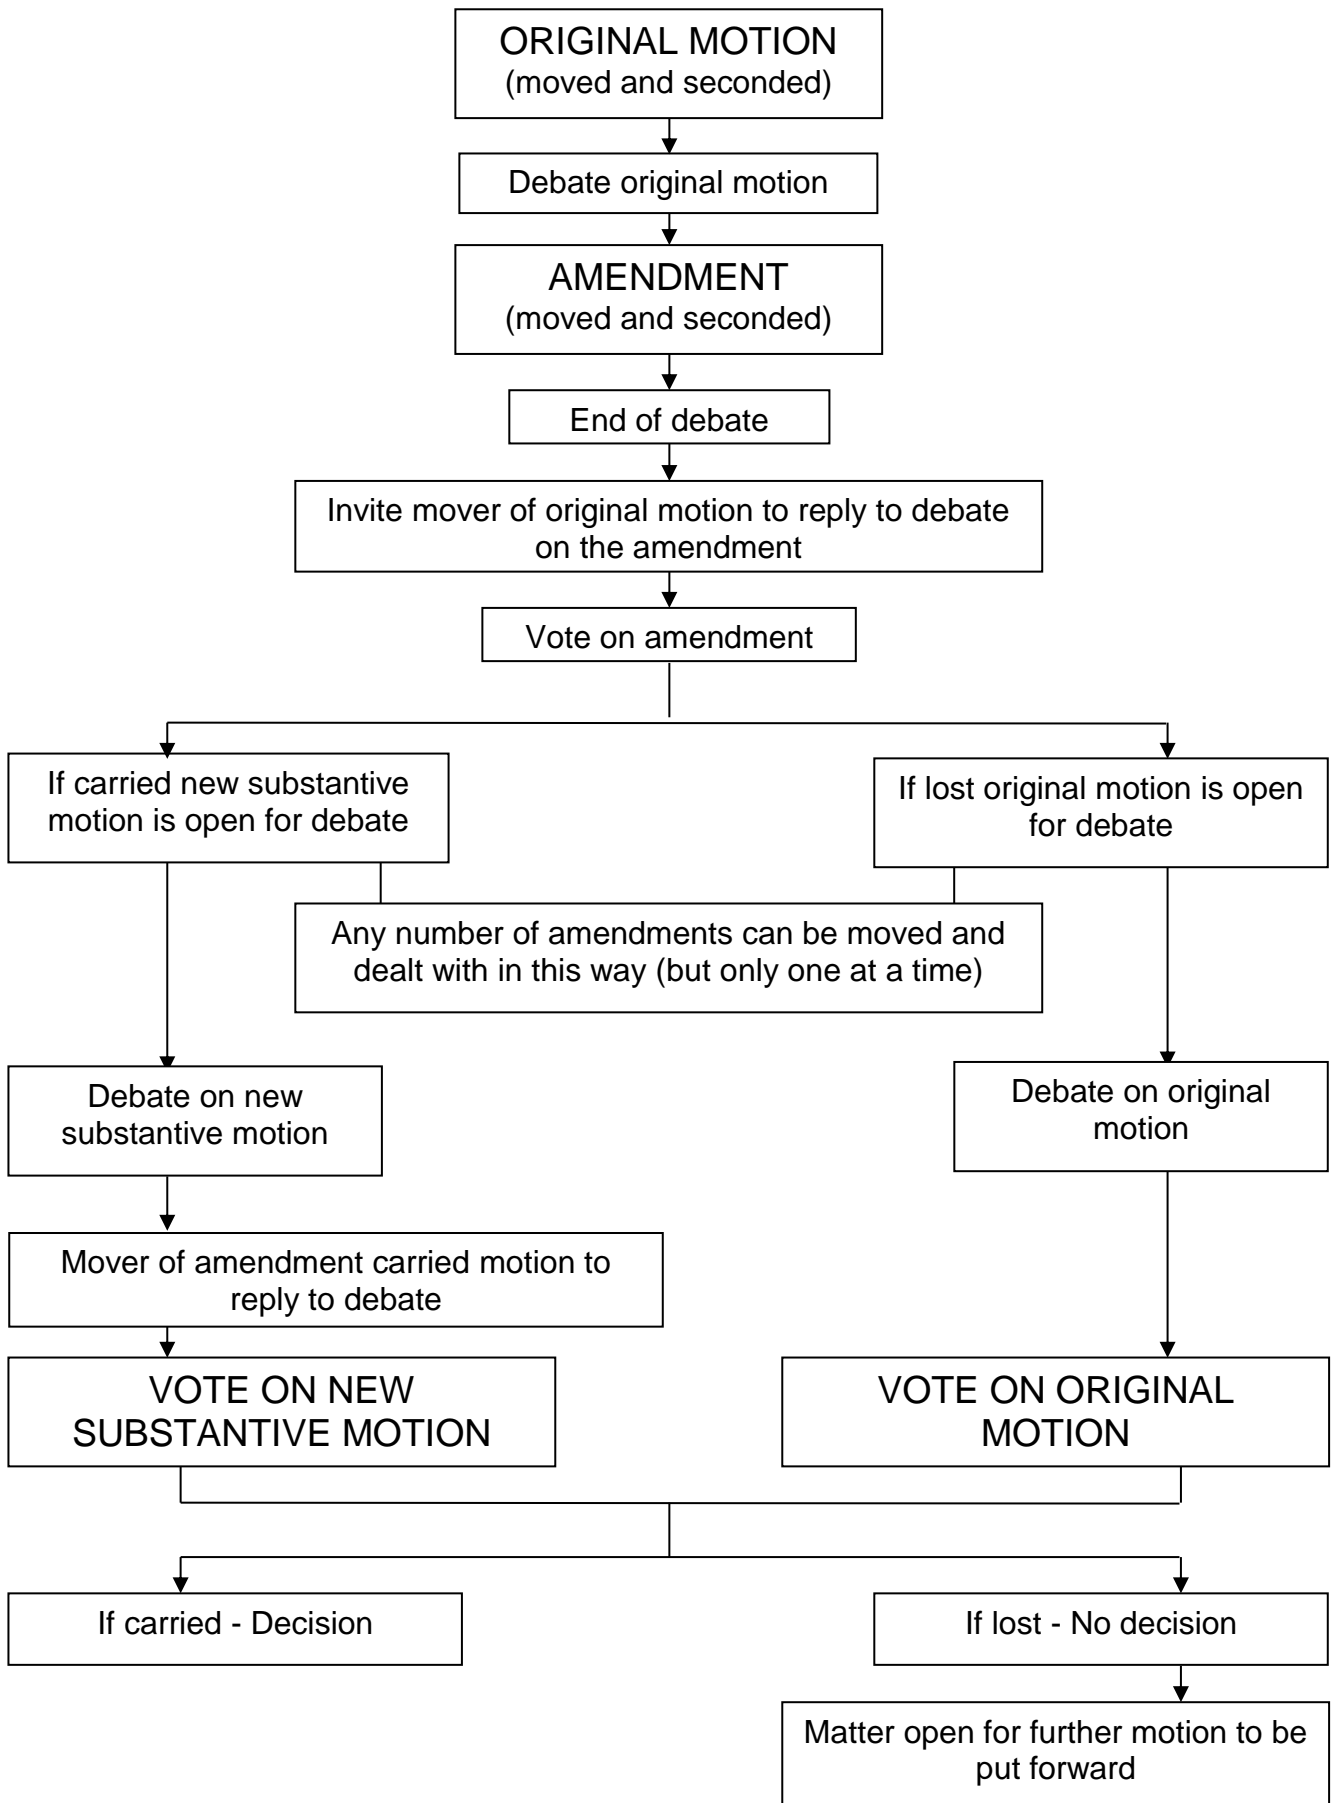 ORIGINAL MOTION
(moved and seconded)
Debate original motion
AMENDMENT
(moved and seconded)
End of debate
Invite mover of original motion to reply to debate
on the amendment
Vote on amendment
If carried new substantive
motion is open for debate
If lost original motion is open
for debate
Any number of amendments can be moved and
dealt with in this way (but only one at a time)
Debate on new
substantive motion
Debate on original
motion
Mover of amendment carried motion to
reply to debate
VOTE ON NEW
SUBSTANTIVE MOTION
VOTE ON ORIGINAL
MOTION
If carried - Decision
If lost - No decision
Matter open for further motion to be
put forward